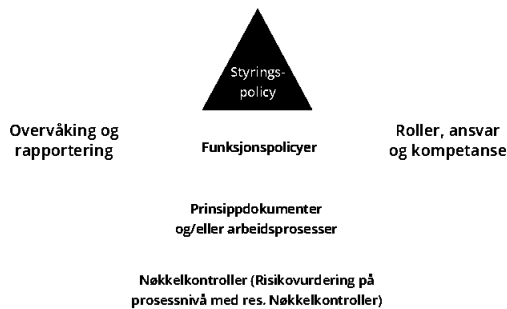 Styrings-
policy
Overvåking og
rapportering
Funksjonspolicyer
Roller, ansvar
og kompetanse
Prinsippdokumenter
og/eller arbeidsprosesser
Nøkkelkontroller (Risikovurdering på
prosessnivå med res. Nøkkelkontroller)